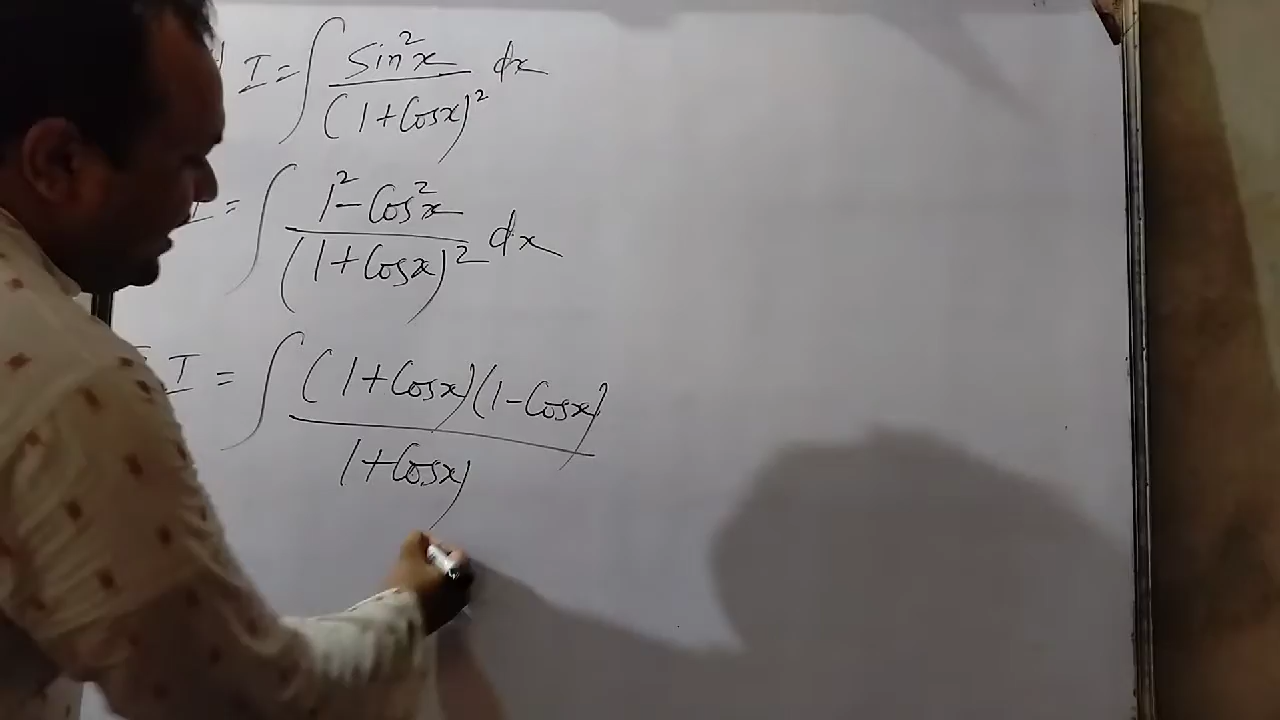 I = ∫ Sin²x / (1 + Cosx)² dx
I = ∫ 1² - Cos²x / (1 + Cosx)² dx
I = ∫ (1 + Cosx)(1 - Cosx) / 1 + Cosx)